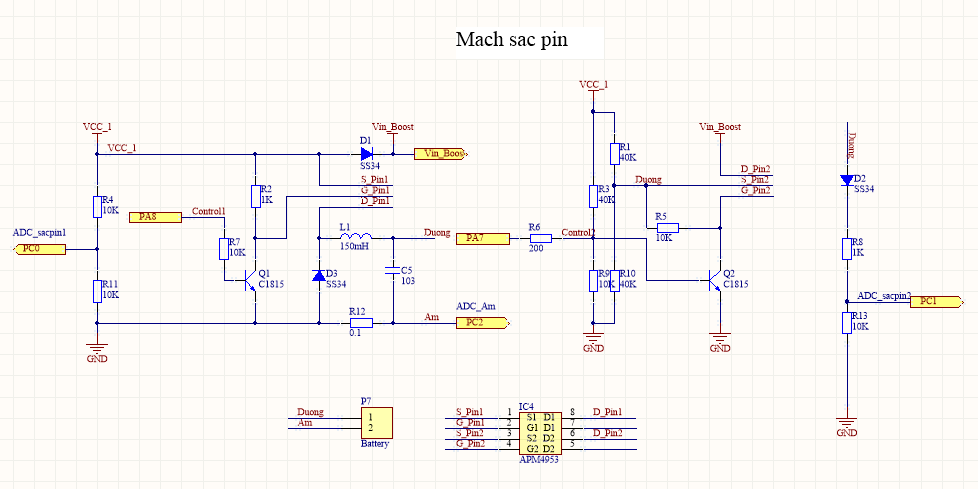 Mach sac pin
VCC_1
VCC_1
R4
10K
ADC_sacpin1
PC0
R11
10K
GND
PA8
Control1
R7
10K
R2
1K
Q1
C1815
D1
SS34
Vin_Boost
S_Pin1
G_Pin1
D_Pin1
L1
150mH
Duong
D3
SS34
C5
103
R12
0.1
Am
ADC_Am
PC2
PA7
R6
200
Control2
VCC_1
R1
40K
R3
40K
Duong
R5
10K
R9
10K
R10
40K
GND
Vin_Boost
D_Pin2
S_Pin2
G_Pin2
Q2
C1815
GND
Duong
D2
SS34
R8
1K
ADC_sacpin2
PC1
R13
10K
GND
P7
Duong 1
Am 2
Battery
IC4
S_Pin1 1 S1 D1 8 D_Pin1
G_Pin1 2 G1 D1 7
S_Pin2 3 S2 D2 6 D_Pin2
G_Pin2 4 G2 D2 5
APM4953